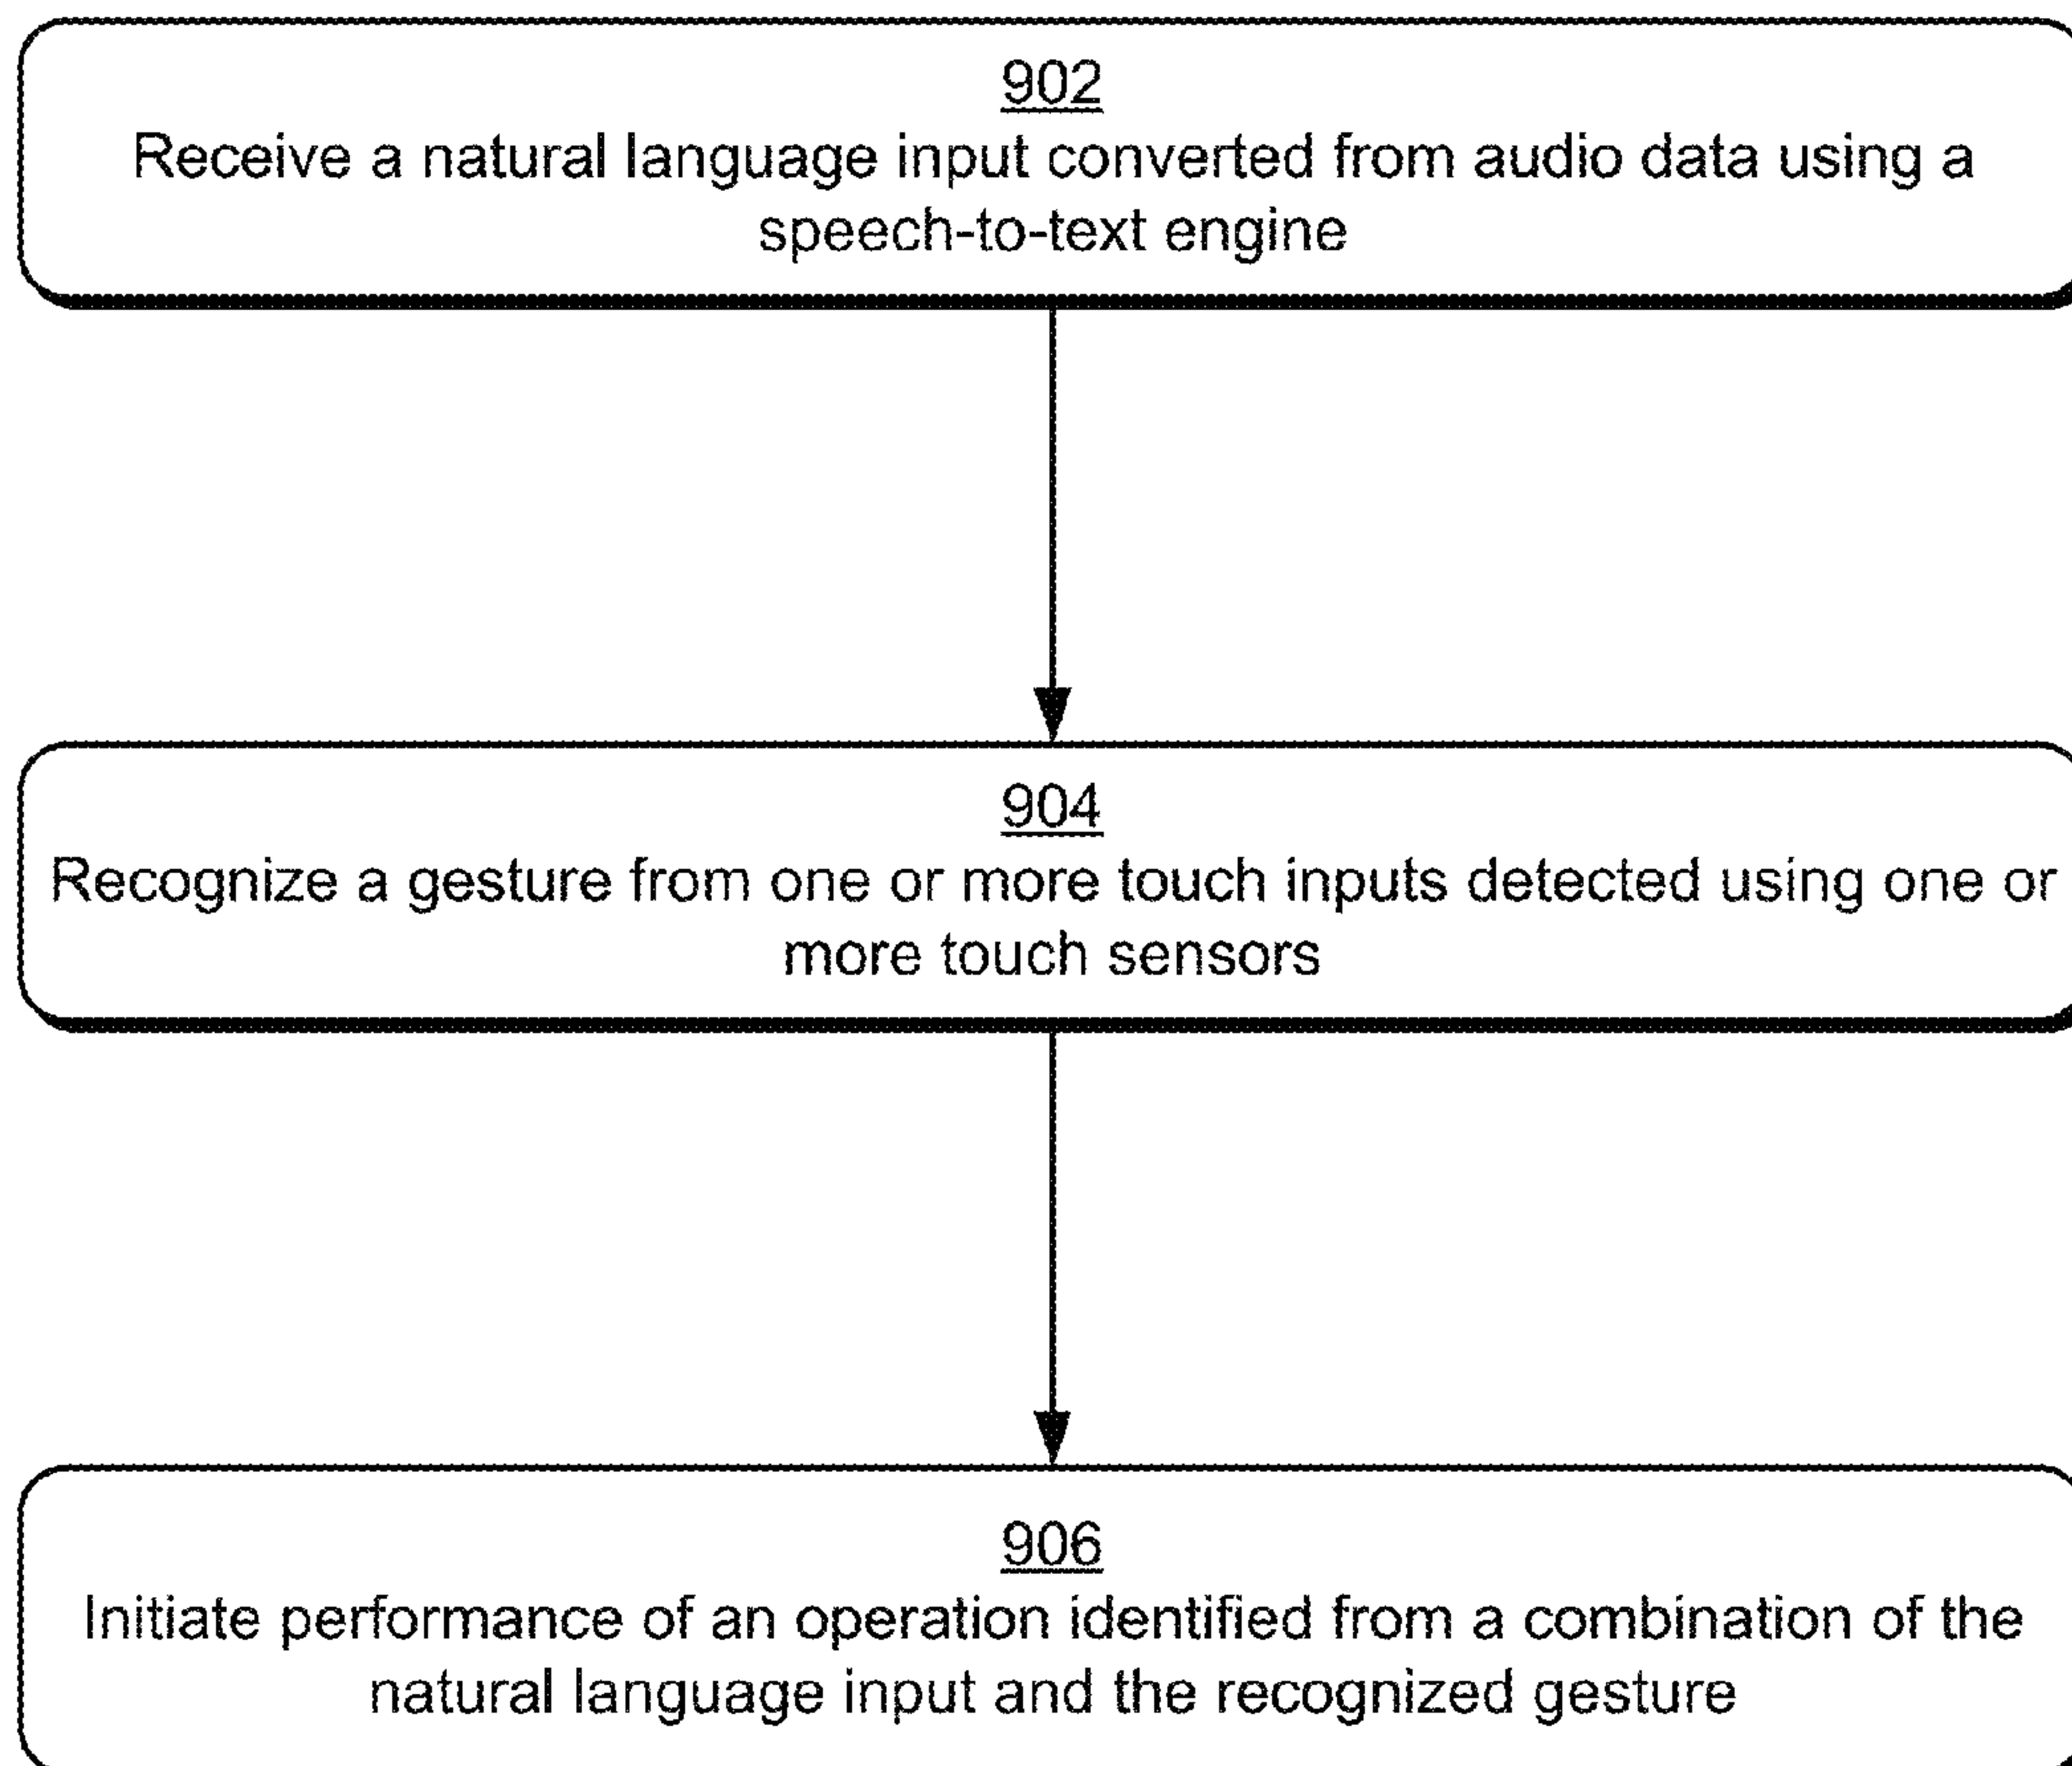 902
Receive a natural language input converted from audio data using a
speech-to-text engine
904
Recognize a gesture from one or more touch inputs detected using one or
more touch sensors
906
Initiate performance of an operation identified from a combination of the
natural language input and the recognized gesture